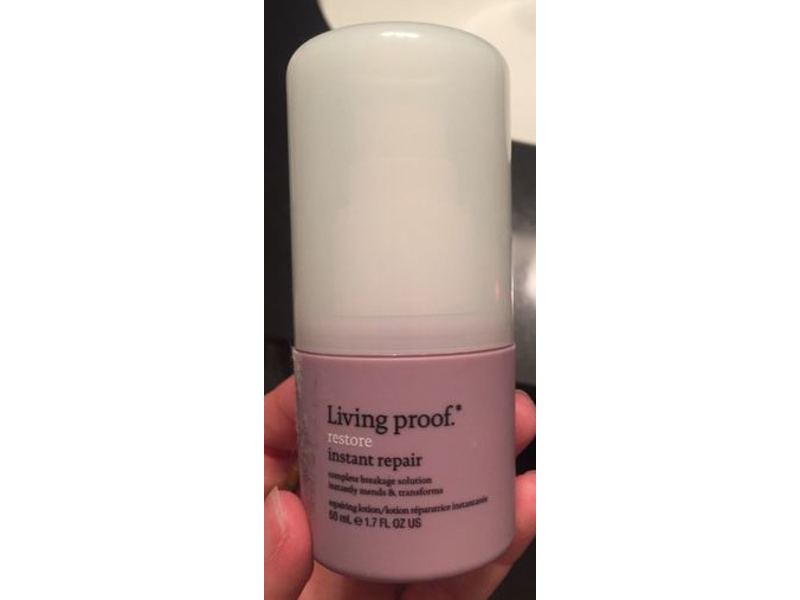 Living proof.®
restore
instant repair
complete breakage solution
instantly mends & transforms
repairing lotion/lotion réparatrice instantanée
50 mL ℮ 1.7 FL OZ US